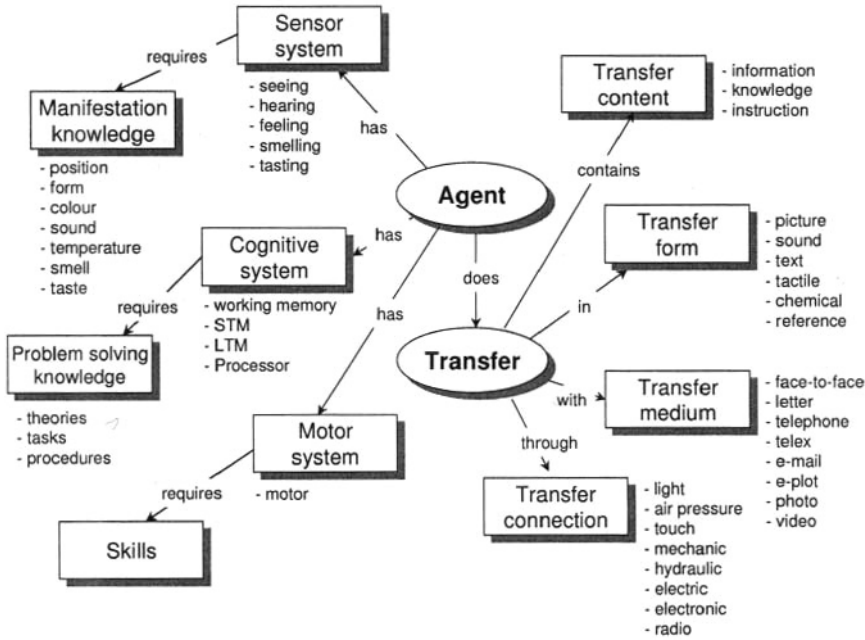 Sensor
system
- seeing
- hearing
- feeling
- smelling
- tasting
requires
Manifestation
knowledge
- position
- form
- colour
- sound
- temperature
- smell
- taste
has
Agent
has
Cognitive
system
- working memory
- STM
- LTM
- Processor
requires
Problem solving
knowledge
- theories
- tasks
- procedures
has
Motor
system
- motor
requires
Skills
does
Transfer
contains
Transfer
content
- information
- knowledge
- instruction
in
Transfer
form
- picture
- sound
- text
- tactile
- chemical
- reference
with
Transfer
medium
- face-to-face
- letter
- telephone
- telex
- e-mail
- e-plot
- photo
- video
through
Transfer
connection
- light
- air pressure
- touch
- mechanic
- hydraulic
- electric
- electronic
- radio